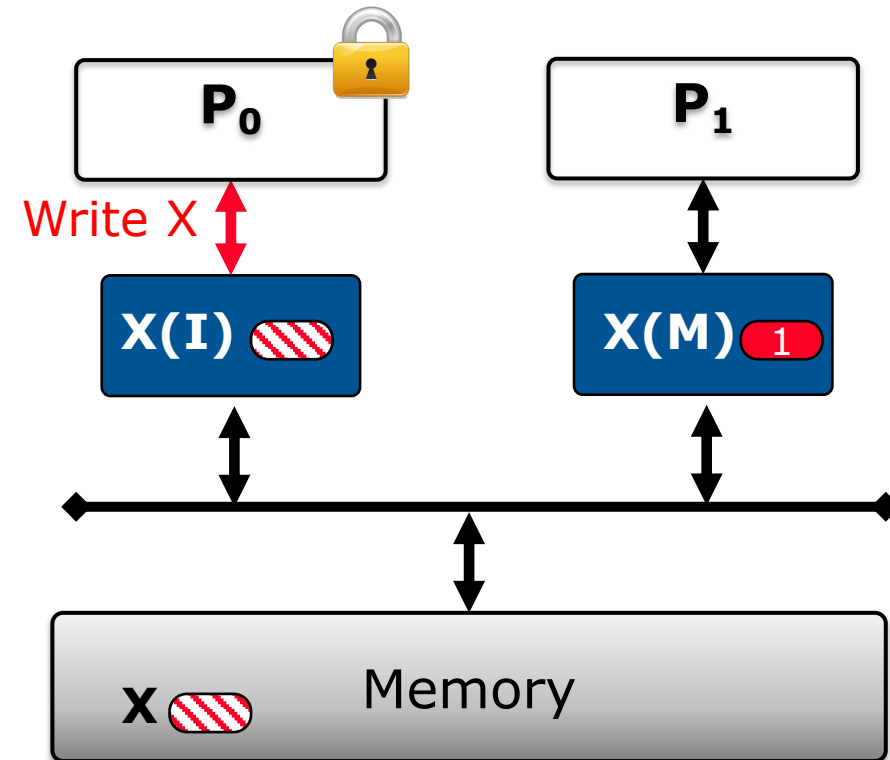 P0
P1
Write X
X(I)
X(M) 1
X
Memory